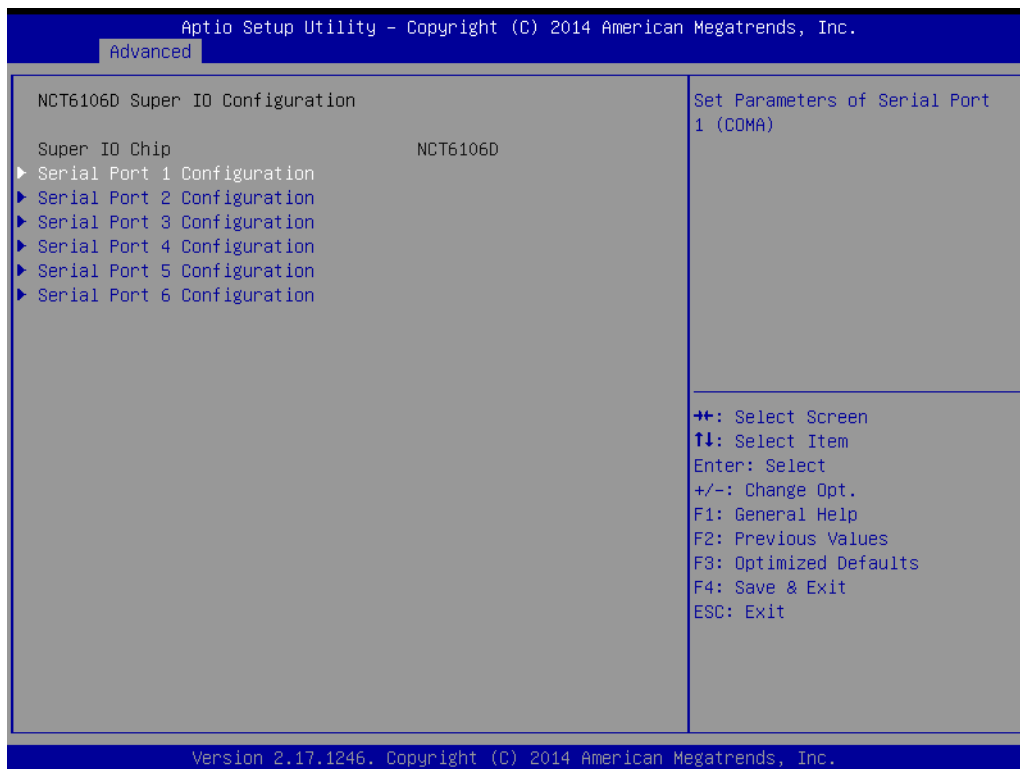 Aptio Setup Utility – Copyright (C) 2014 American Megatrends, Inc.
Advanced
NCT6106D Super IO Configuration
Super IO Chip NCT6106D
▶ Serial Port 1 Configuration
▶ Serial Port 2 Configuration
▶ Serial Port 3 Configuration
▶ Serial Port 4 Configuration
▶ Serial Port 5 Configuration
▶ Serial Port 6 Configuration
Set Parameters of Serial Port
1 (COMA)
→←: Select Screen
↑↓: Select Item
Enter: Select
+/-: Change Opt.
F1: General Help
F2: Previous Values
F3: Optimized Defaults
F4: Save & Exit
ESC: Exit
Version 2.17.1246. Copyright (C) 2014 American Megatrends, Inc.